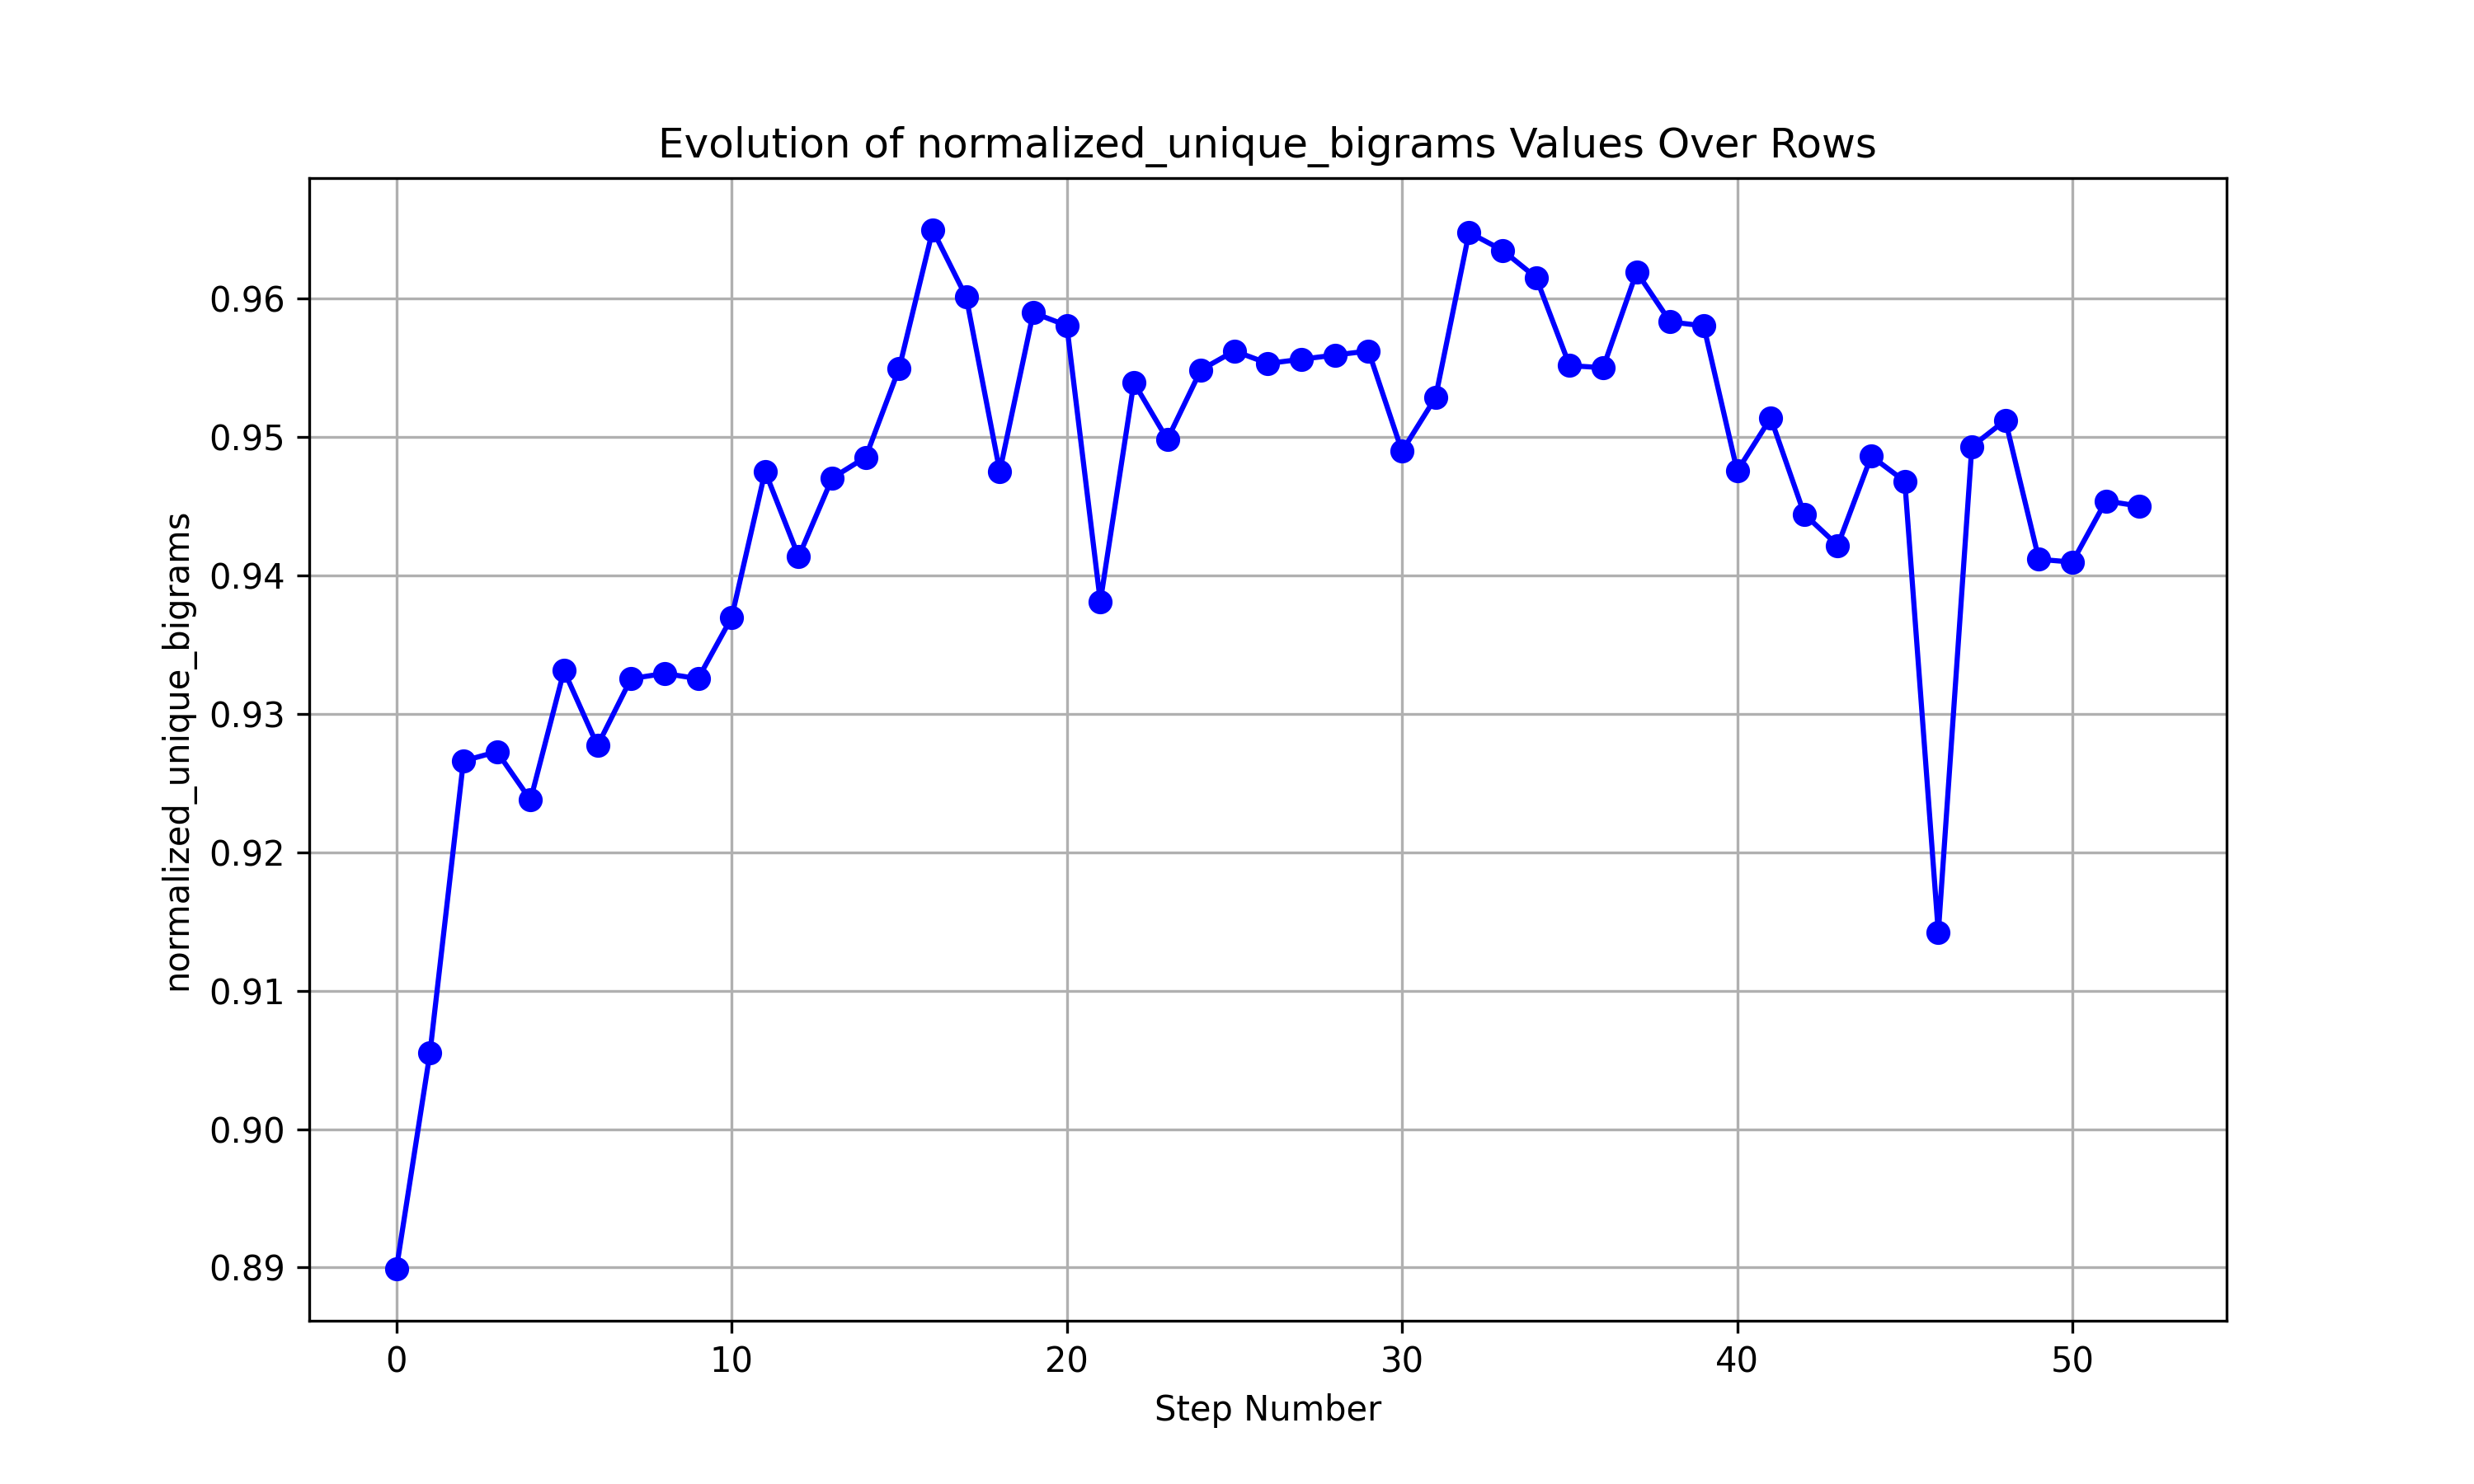 Evolution of normalized_unique_bigrams Values Over Rows
normalized_unique_bigrams
0.96
0.95
0.94
0.93
0.92
0.91
0.90
0.89
0 10 20 30 40 50
Step Number